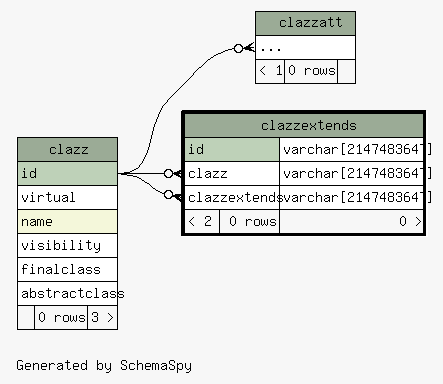 clazzatt
...
< 1 0 rows
clazzextends
id varchar[2147483647]
clazz varchar[2147483647]
clazzextends varchar[2147483647]
< 2 0 rows 0 >
clazz
id
virtual
name
visibility
finalclass
abstractclass
0 rows 3 >
Generated by SchemaSpy